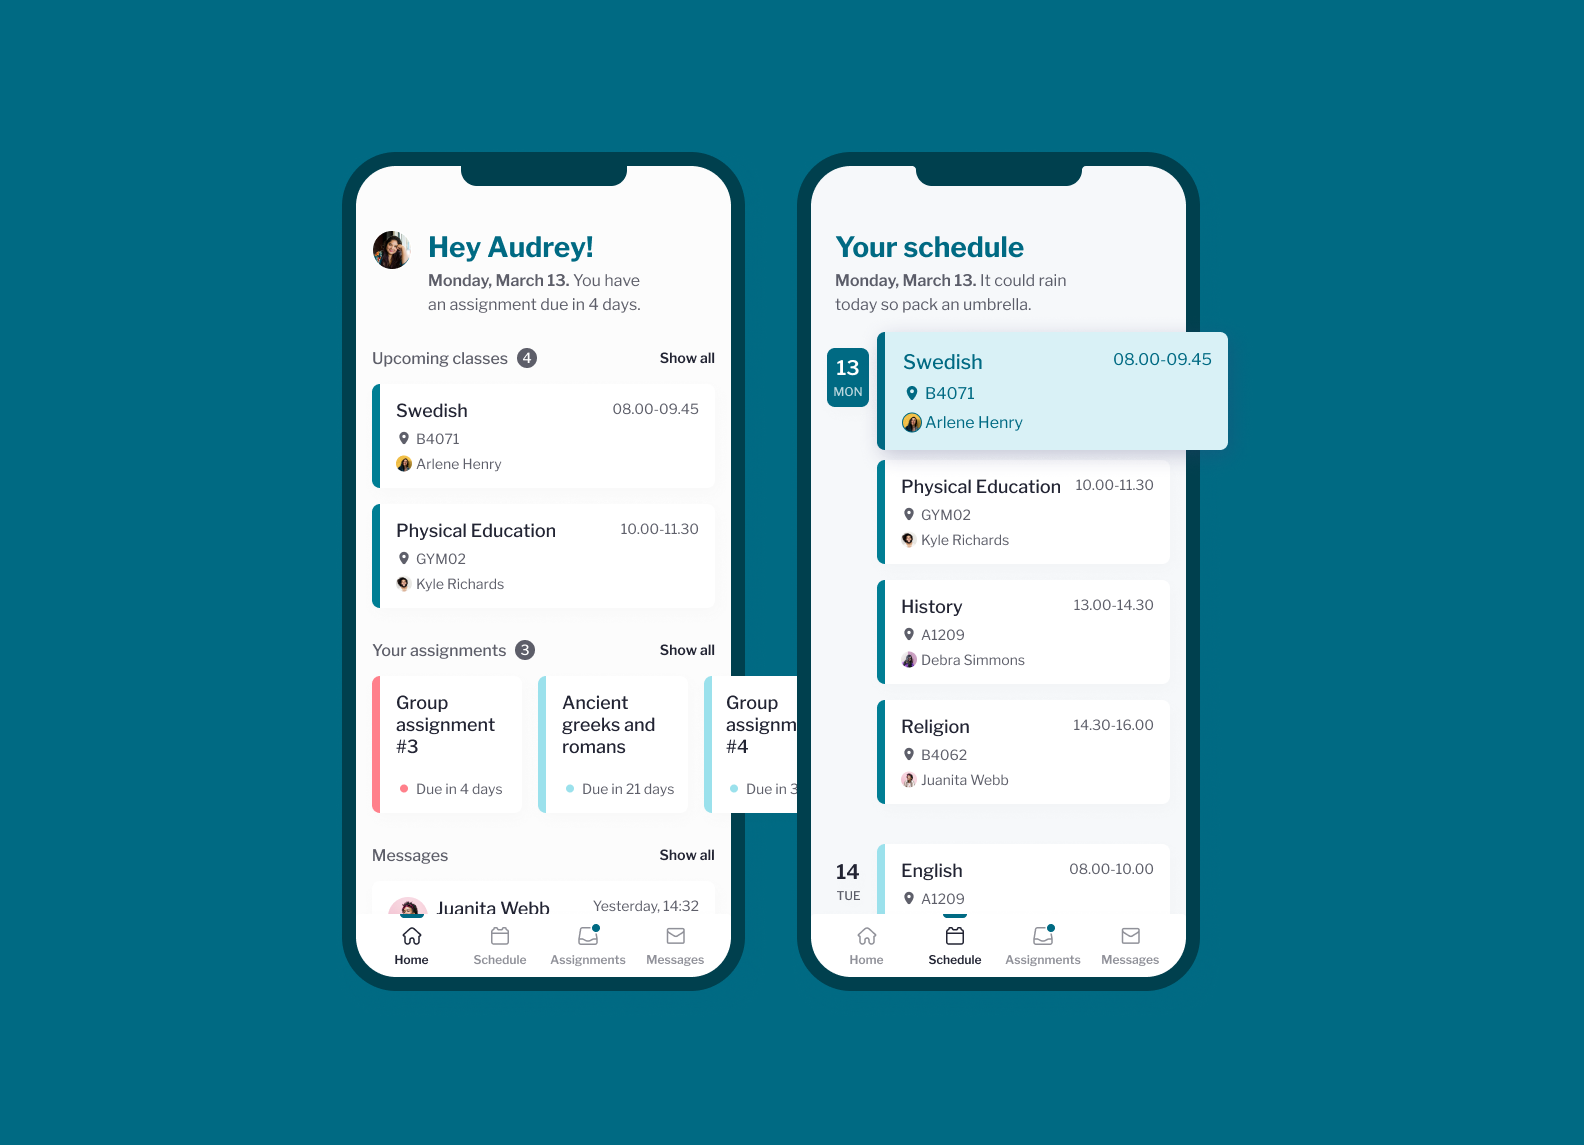 Hey Audrey!
Monday, March 13. You have
an assignment due in 4 days.
Upcoming classes 4 Show all
Swedish 08.00-09.45
B4071
Arlene Henry
Physical Education 10.00-11.30
GYM02
Kyle Richards
Your assignments 3 Show all
Group
assignment
#3
Due in 4 days
Ancient
greeks and
romans
Due in 21 days
Group
assignm
#4
Due in 3
Messages Show all
Juanita Webb Yesterday, 14:32
Home Schedule Assignments Messages
Your schedule
Monday, March 13. It could rain
today so pack an umbrella.
13
MON
Swedish 08.00-09.45
B4071
Arlene Henry
Physical Education 10.00-11.30
GYM02
Kyle Richards
History 13.00-14.30
A1209
Debra Simmons
Religion 14.30-16.00
B4062
Juanita Webb
14
TUE
English 08.00-10.00
A1209
Home Schedule Assignments Messages